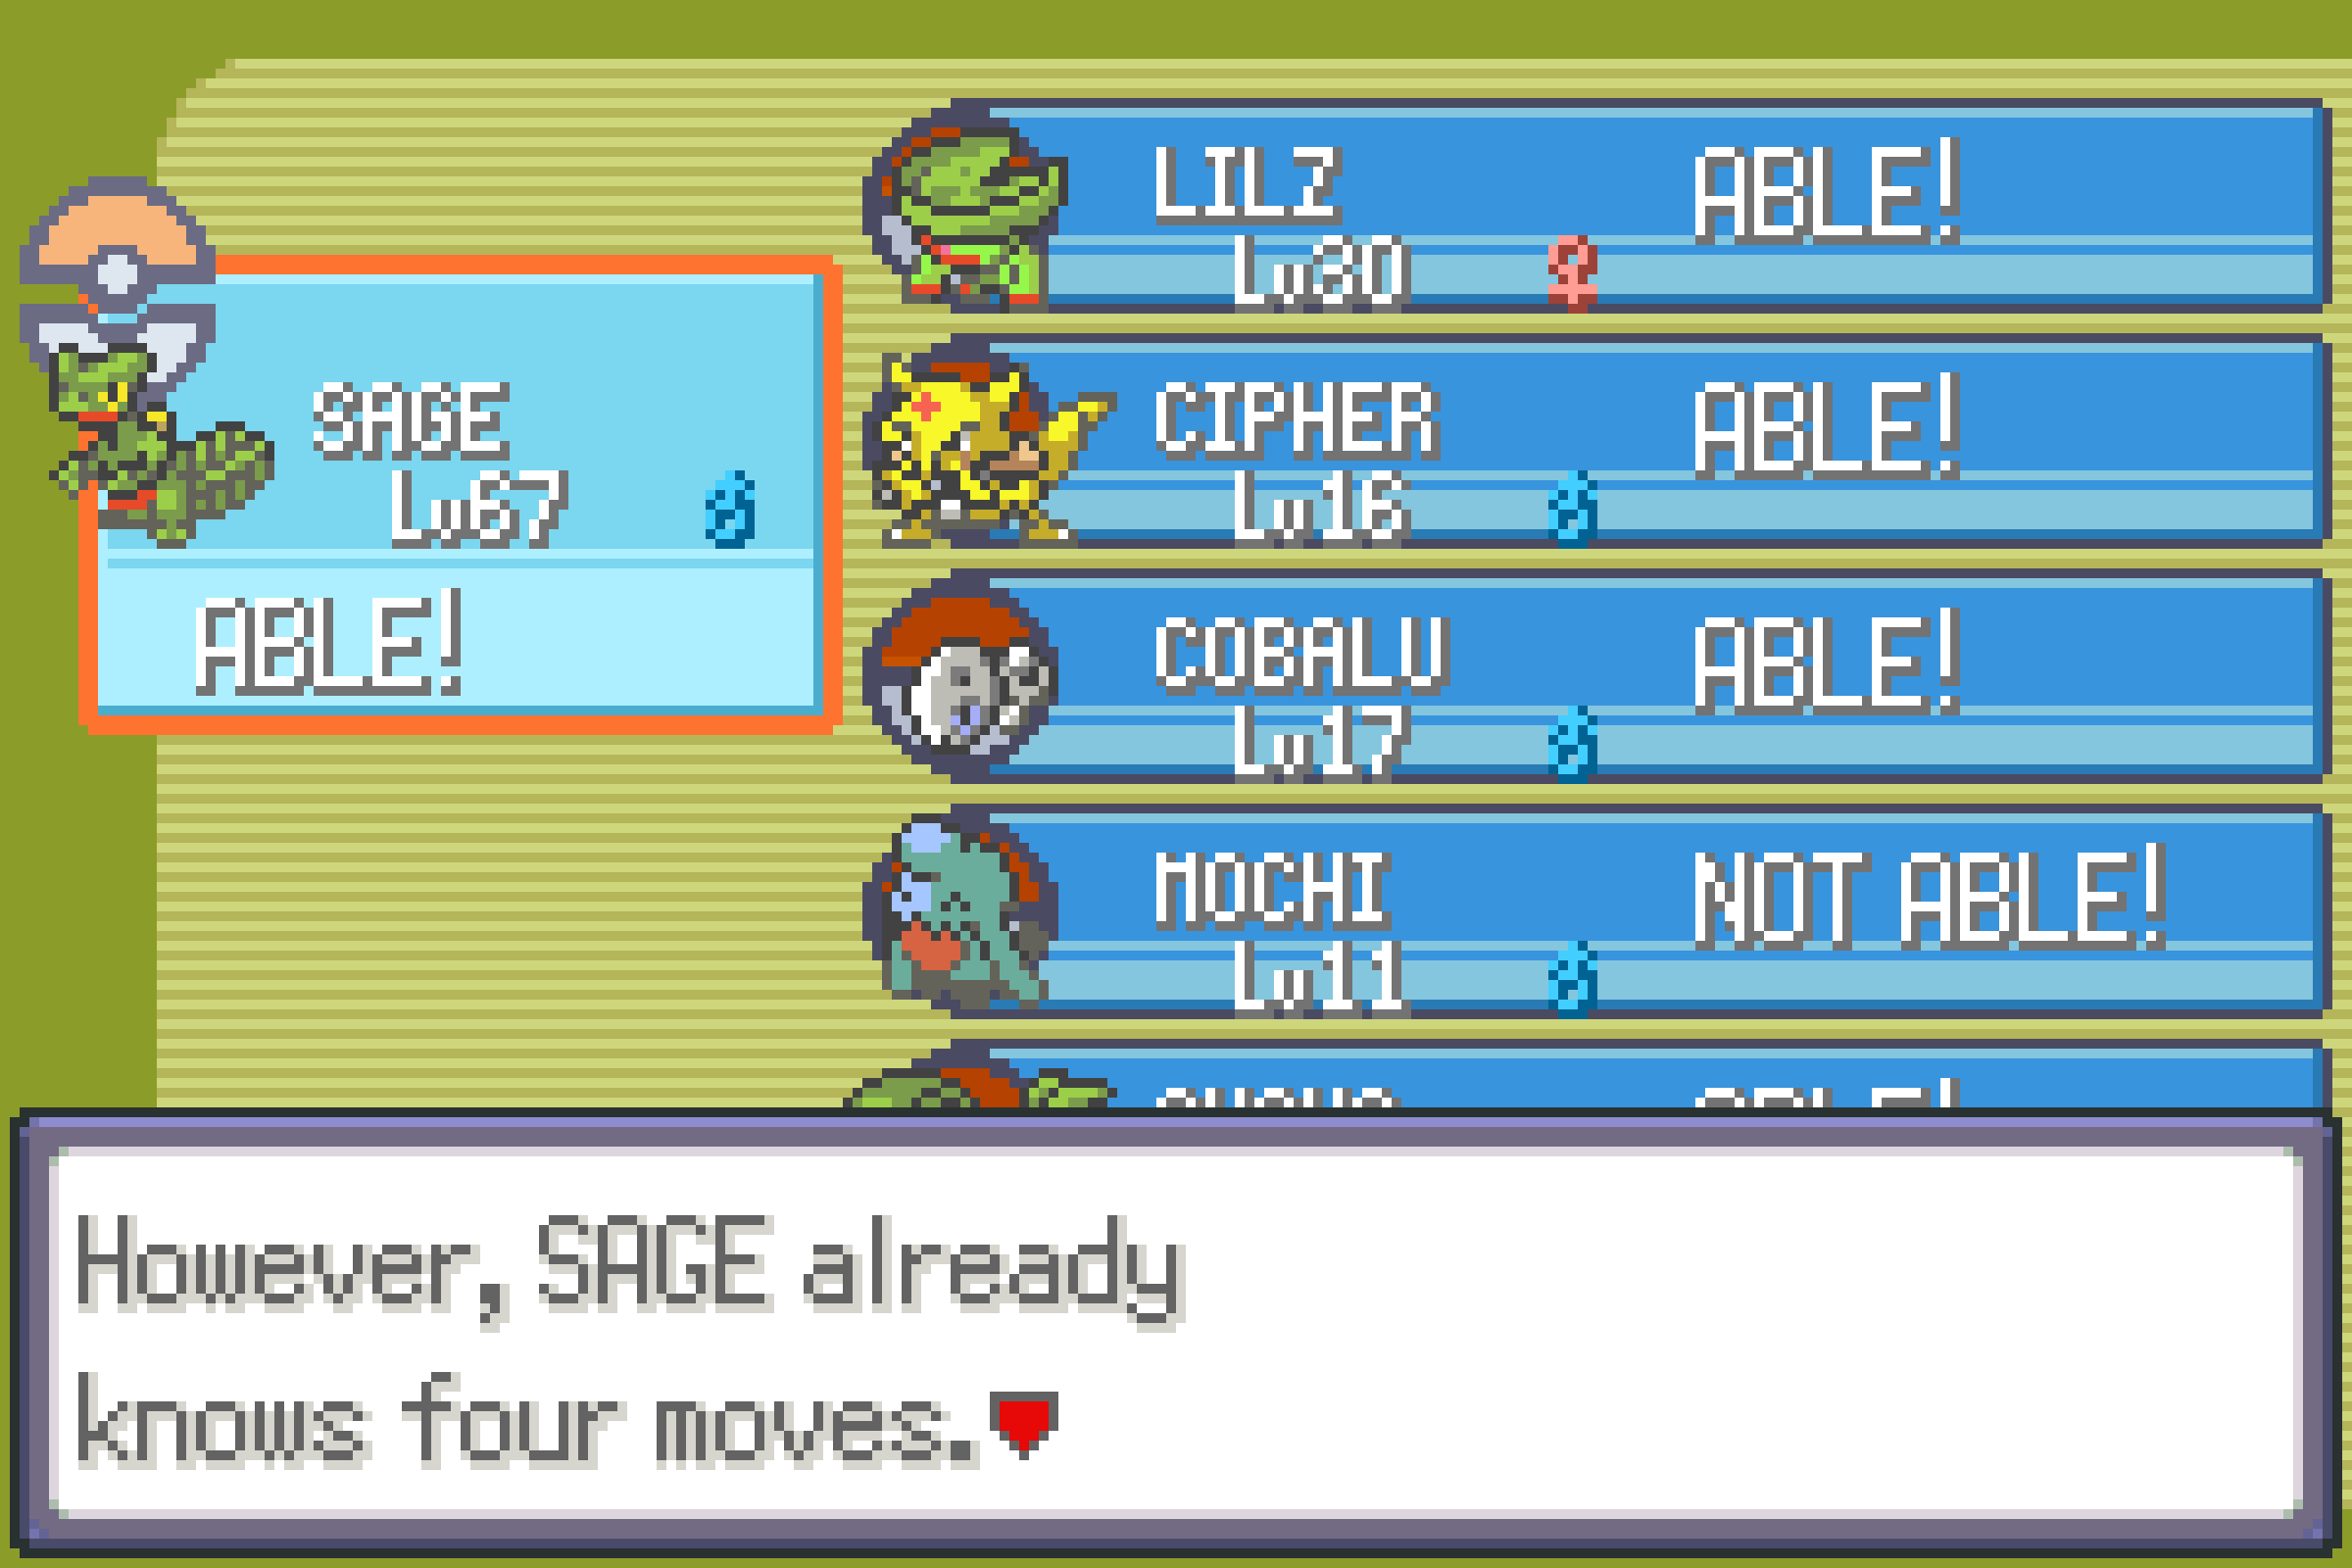 SAGE
Lv67 ♂
ABLE!
LILZ ABLE!
Lv30 ♀
CIPHER ABLE!
Lv16 ♂
COBALU ABLE!
Lv17 ♂
MOCHI NOT ABLE!
Lv11 ♂
ABLE!
However, SAGE already
knows four moves.